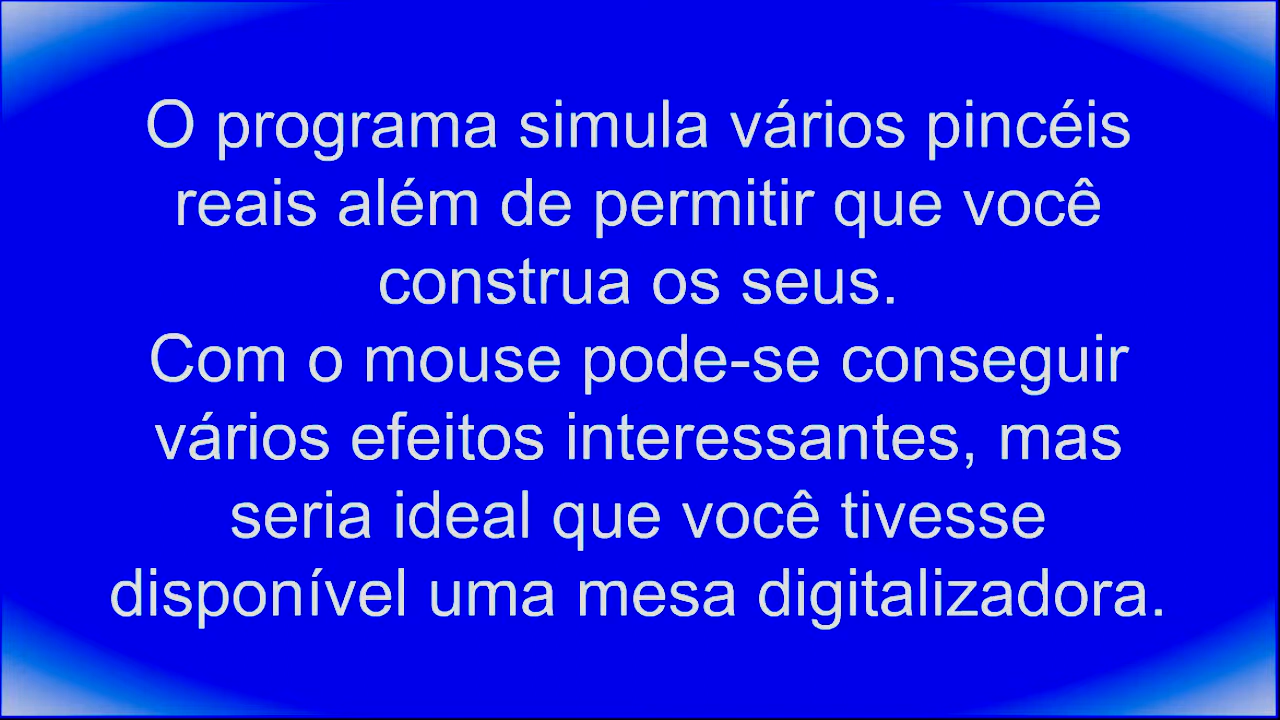 O programa simula vários pincéis
reais além de permitir que você
construa os seus.
Com o mouse pode-se conseguir
vários efeitos interessantes, mas
seria ideal que você tivesse
disponível uma mesa digitalizadora.